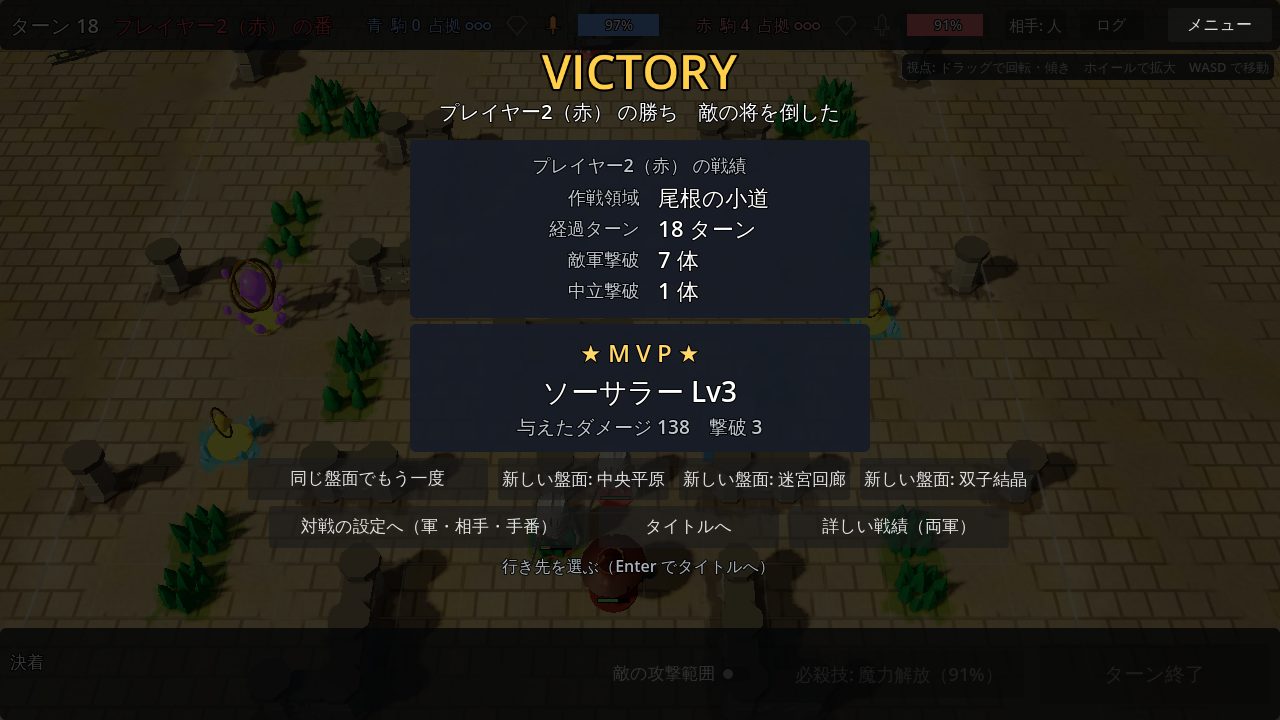 ターン 18 プレイヤー2（赤） の番 青 駒 0 占拠 97% 赤 駒 4 占拠 91% 相手: 人 ログ メニュー
視点: ドラッグで回転・傾き ホイールで拡大 WASD で移動
VICTORY
プレイヤー2（赤） の勝ち 敵の将を倒した
プレイヤー2（赤） の戦績
作戦領域 尾根の小道
経過ターン 18 ターン
敵軍撃破 7 体
中立撃破 1 体
★ M V P ★
ソーサラー Lv3
与えたダメージ 138 撃破 3
同じ盤面でもう一度 新しい盤面: 中央平原 新しい盤面: 迷宮回廊 新しい盤面: 双子結晶
対戦の設定へ（軍・相手・手番） タイトルへ 詳しい戦績（両軍）
行き先を選ぶ（Enter でタイトルへ）
決着 敵の攻撃範囲 必殺技: 魔力解放（91%） ターン終了